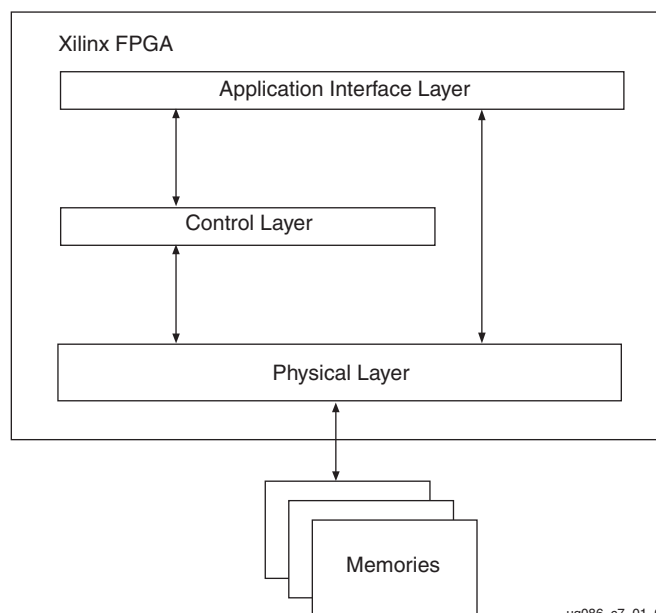 Xilinx FPGA
Application Interface Layer
Control Layer
Physical Layer
Memories